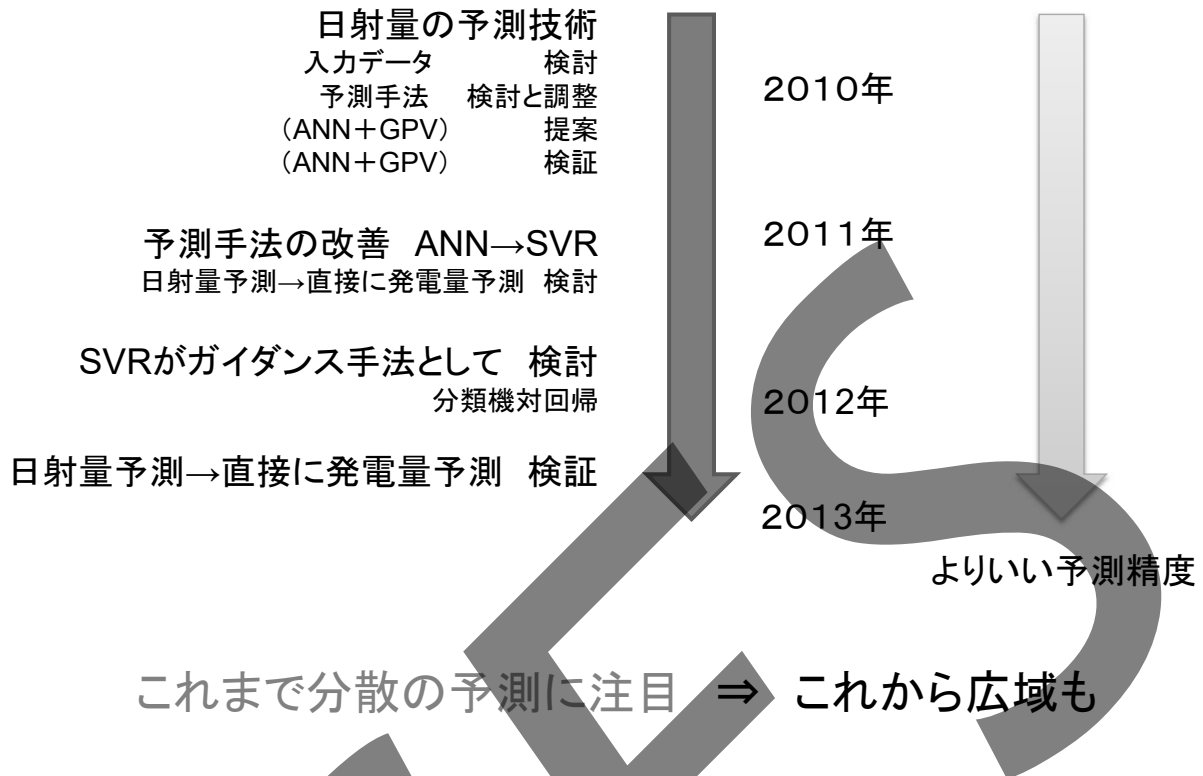 日射量の予測技術
入力データ 検討
予測手法 検討と調整
（ANN＋GPV） 提案
（ANN＋GPV） 検証
2010年
予測手法の改善 ANN→SVR
日射量予測→直接に発電量予測 検討
2011年
SVRがガイダンス手法として 検討
分類機対回帰
2012年
日射量予測→直接に発電量予測 検証
2013年
よりいい予測精度
これまで分散の予測に注目 ⇒ これから広域も